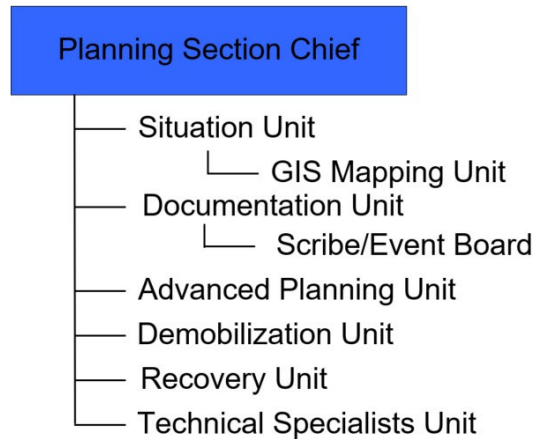 Planning Section Chief
Situation Unit
GIS Mapping Unit
Documentation Unit
Scribe/Event Board
Advanced Planning Unit
Demobilization Unit
Recovery Unit
Technical Specialists Unit